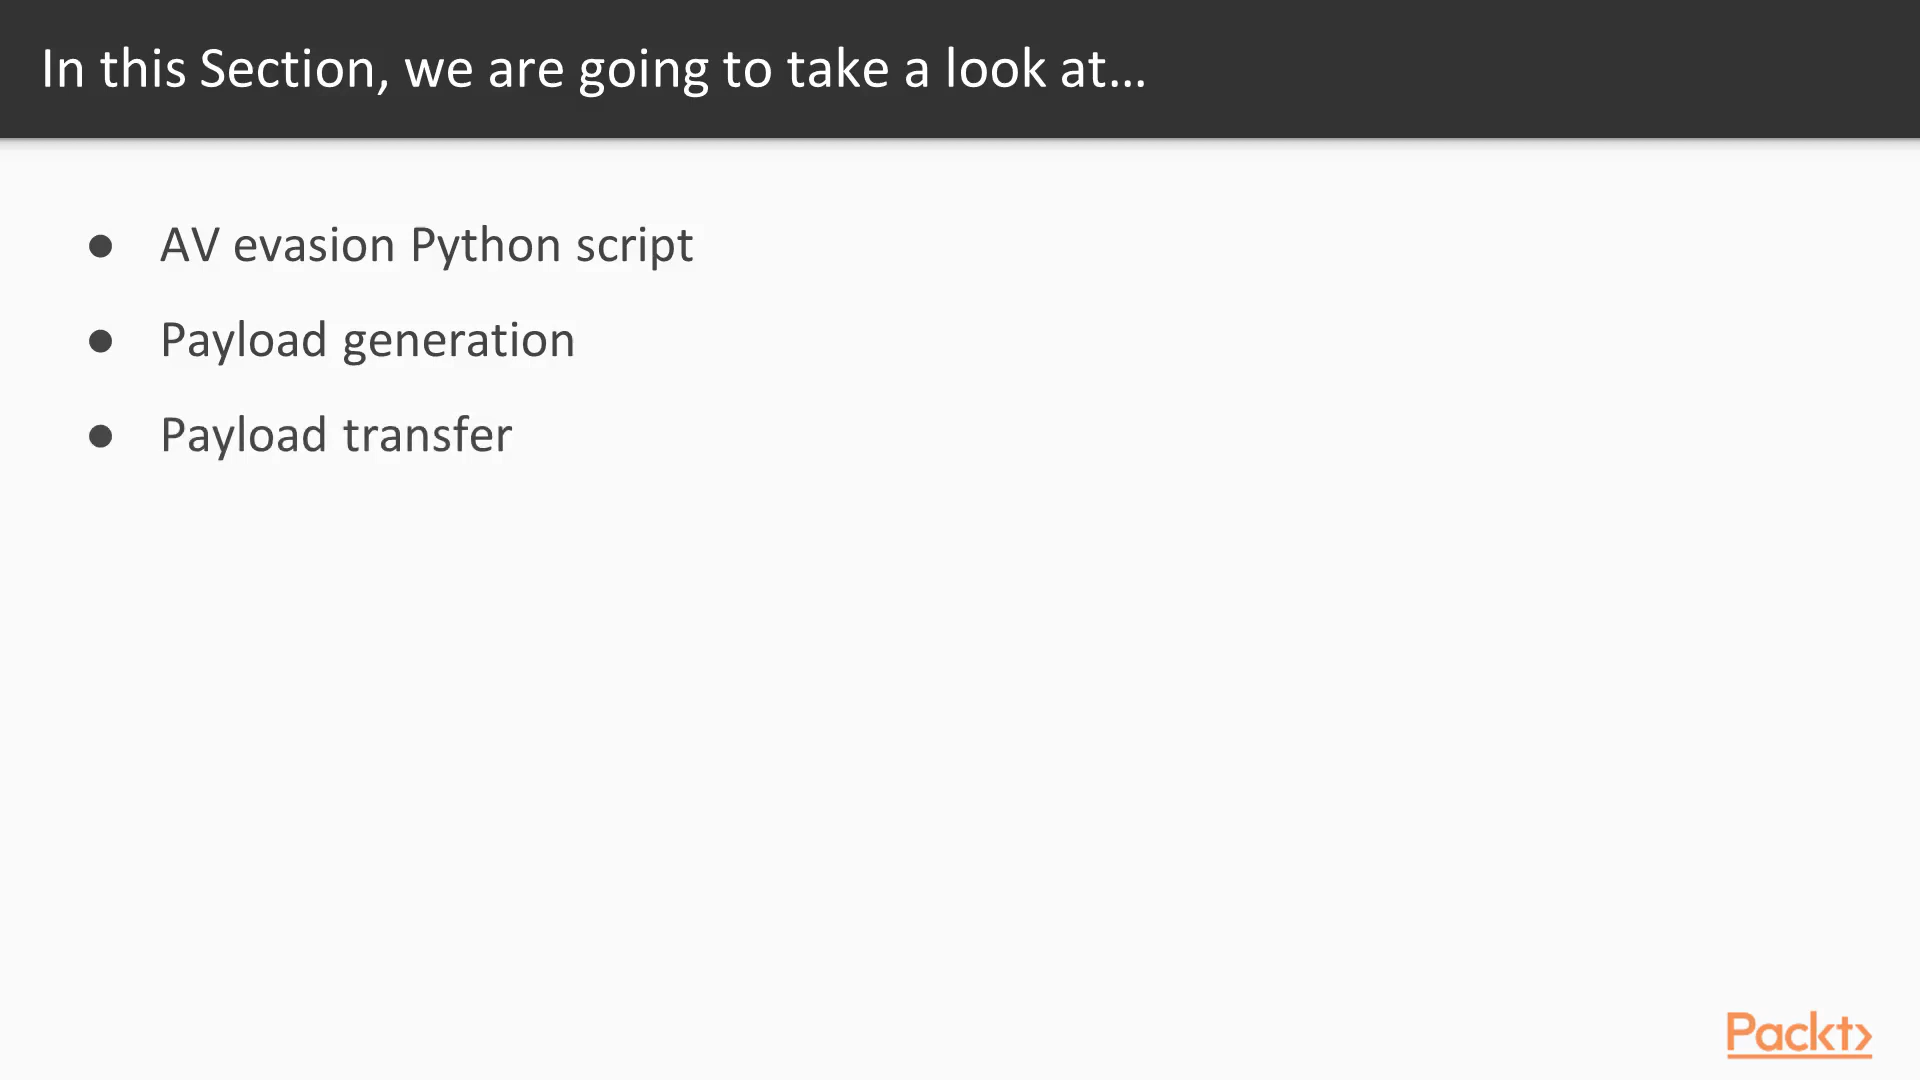 In this Section, we are going to take a look at...
● AV evasion Python script
● Payload generation
● Payload transfer
Packt>